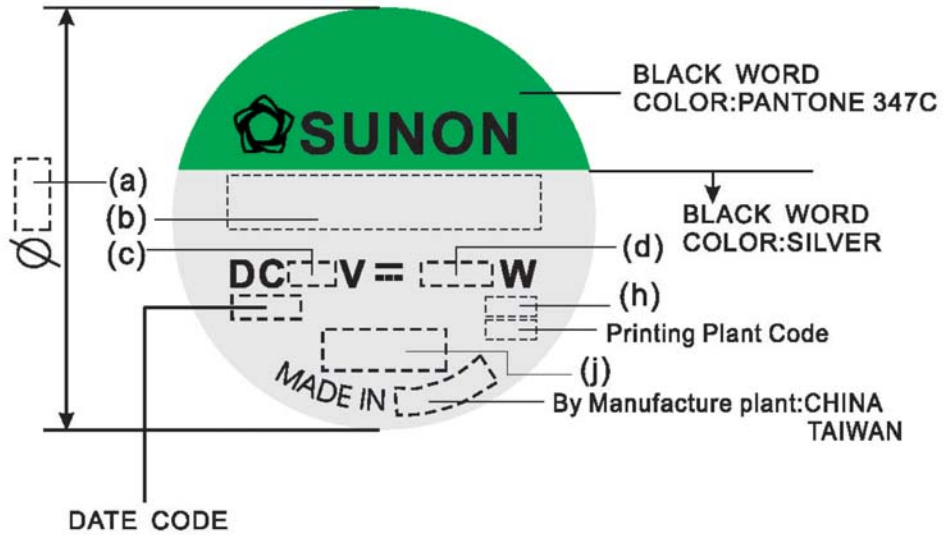 BLACK WORD
COLOR:PANTONE 347C
SUNON
(a)
(b)
BLACK WORD
COLOR:SILVER
(c)
(d)
Ø
DC V W
(h)
Printing Plant Code
(j)
MADE IN
By Manufacture plant:CHINA
TAIWAN
DATE CODE